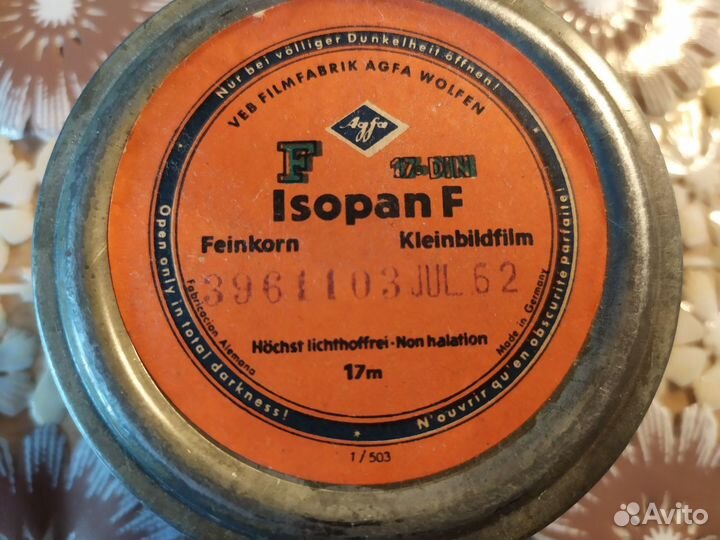 Nur bei völliger Dunkelheit öffnen!
VEB FILMFABRIK AGFA WOLFEN
Agfa
F 17°DIN
Isopan F
Feinkorn Kleinbildfilm
3961103 JUL.62
Höchst lichthoffrei · Non halation
17m
Fabricacion Alemana
Made in Germany
Open only in total darkness!
N'ouvrir qu'en obscurité parfaite!
1/503
Avito